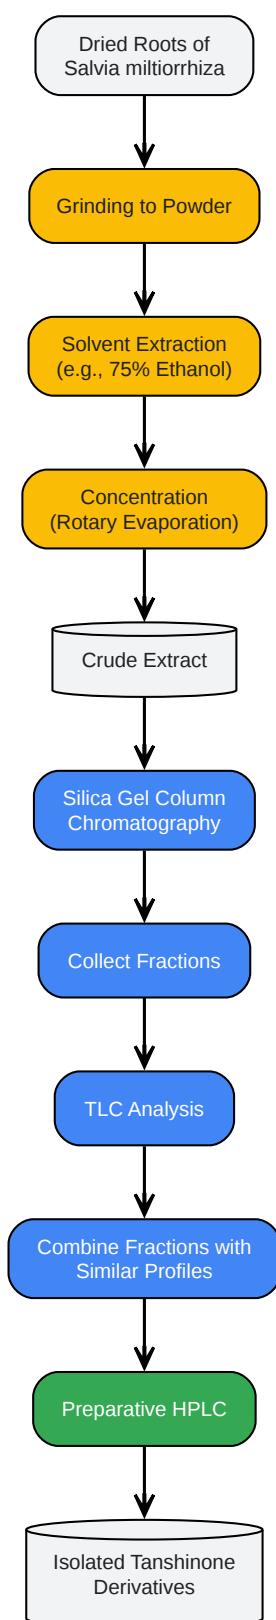 Dried Roots of
Salvia miltiorrhiza
Grinding to Powder
Solvent Extraction
(e.g., 75% Ethanol)
Concentration
(Rotary Evaporation)
Crude Extract
Silica Gel Column
Chromatography
Collect Fractions
TLC Analysis
Combine Fractions with
Similar Profiles
Preparative HPLC
Isolated Tanshinone
Derivatives